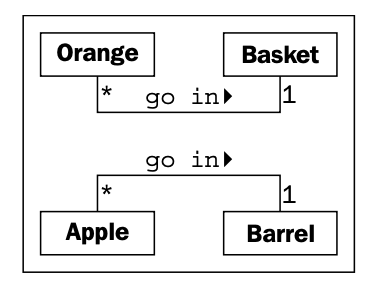 Orange Basket
* go in▶ 1
go in▶
* 1
Apple Barrel